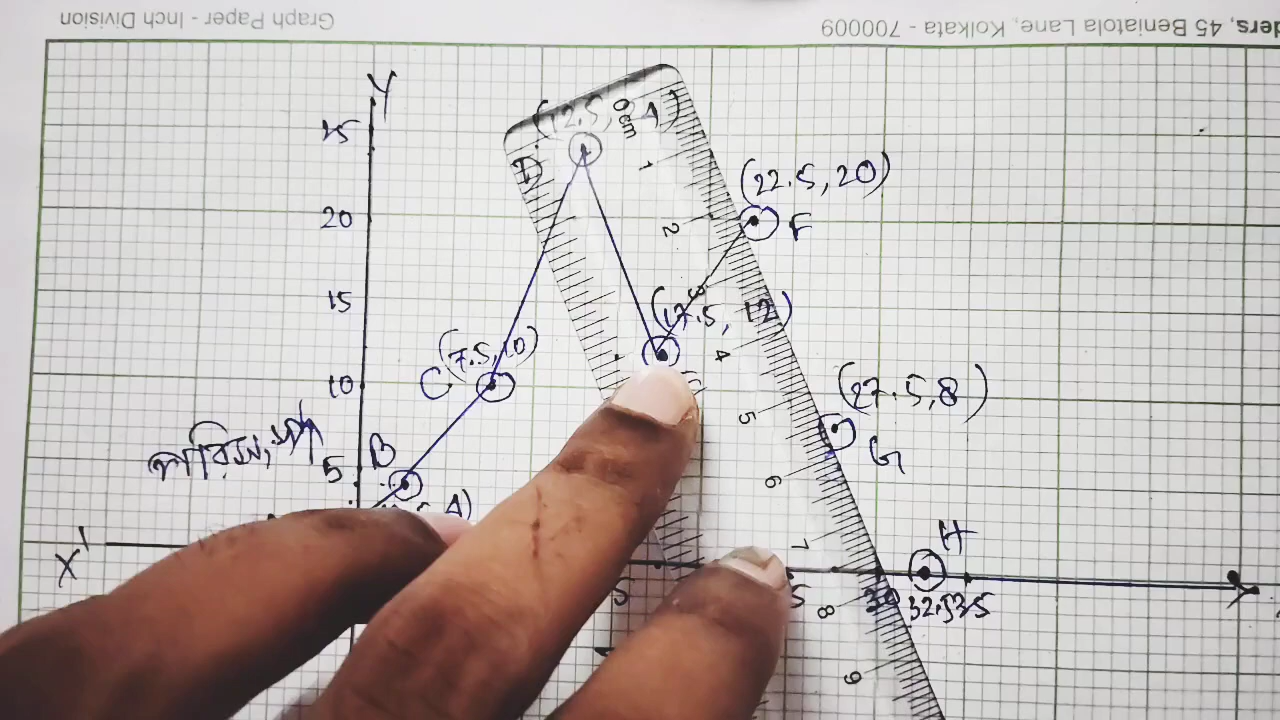 ders, 45 Beniatola Lane, Kolkata - 700009
Graph Paper - Inch Division
Y
25
(12.5, 24)
0cm
1
(22.5, 20)
F
20
2
15
3
(17.5, 12)
4
(7.5, 10)
C
10
(27.5, 8)
5
G
B
5
6
H
7
X'
32.5 35
8
9